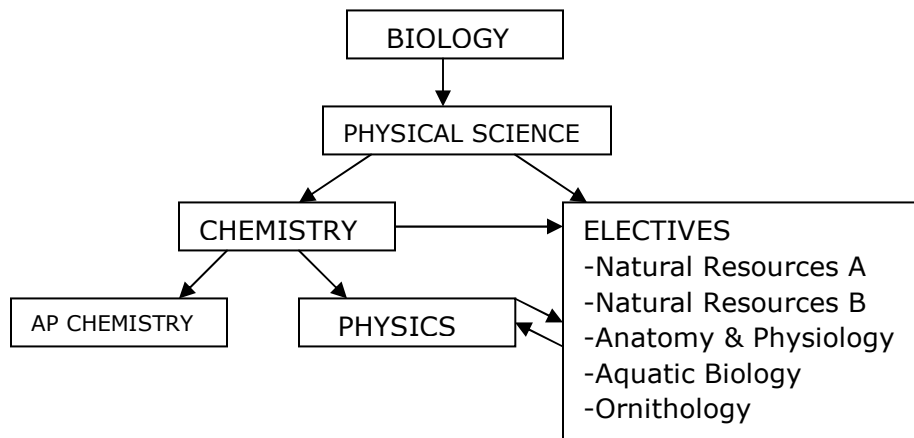 BIOLOGY
PHYSICAL SCIENCE
CHEMISTRY
ELECTIVES
-Natural Resources A
-Natural Resources B
-Anatomy & Physiology
-Aquatic Biology
-Ornithology
AP CHEMISTRY
PHYSICS